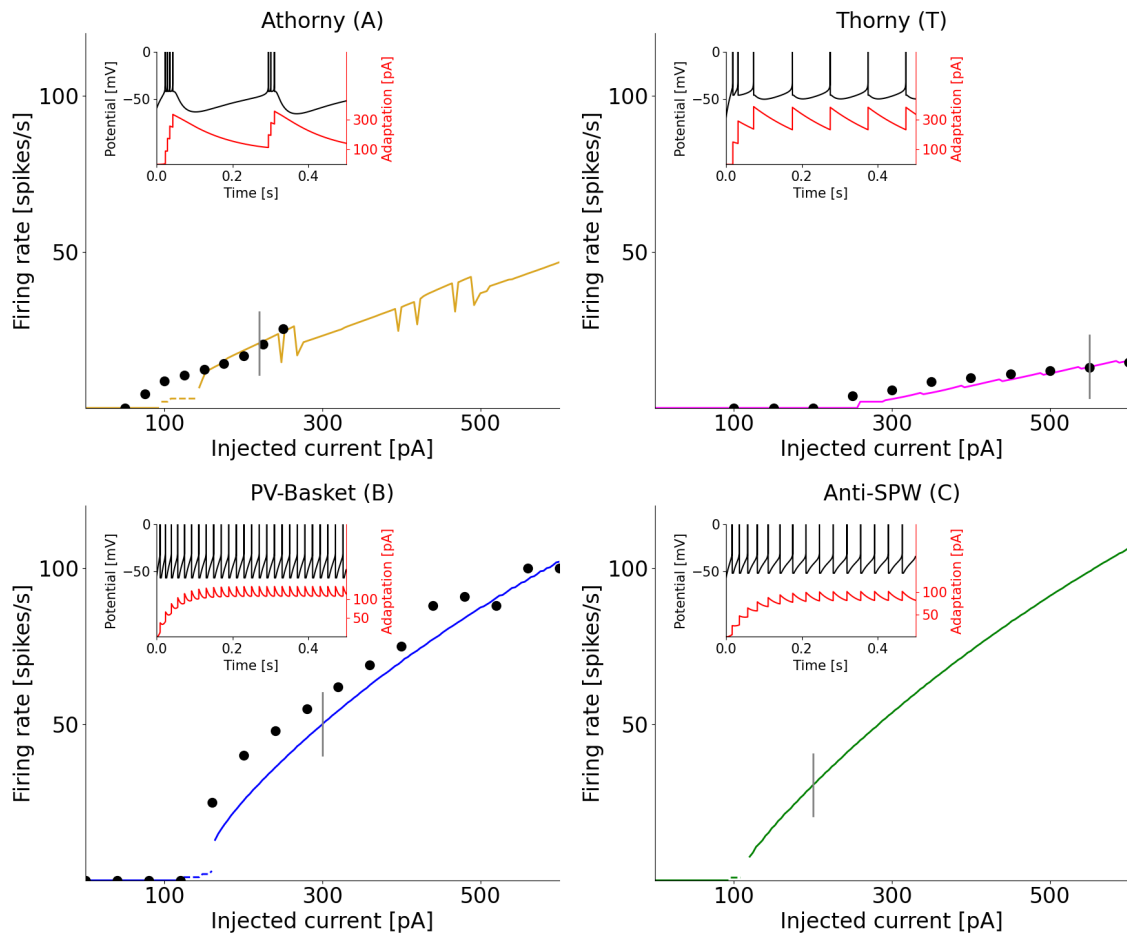 Athorny (A)
Firing rate [spikes/s]
100
50
100
300
500
Injected current [pA]
Potential [mV]
0
−50
300
100
Adaptation [pA]
0.0
0.2
0.4
Time [s]
Thorny (T)
Firing rate [spikes/s]
100
50
100
300
500
Injected current [pA]
Potential [mV]
0
−50
300
100
Adaptation [pA]
0.0
0.2
0.4
Time [s]
PV-Basket (B)
Firing rate [spikes/s]
100
50
100
300
500
Injected current [pA]
Potential [mV]
0
−50
100
50
Adaptation [pA]
0.0
0.2
0.4
Time [s]
Anti-SPW (C)
Firing rate [spikes/s]
100
50
100
300
500
Injected current [pA]
Potential [mV]
0
−50
100
50
Adaptation [pA]
0.0
0.2
0.4
Time [s]